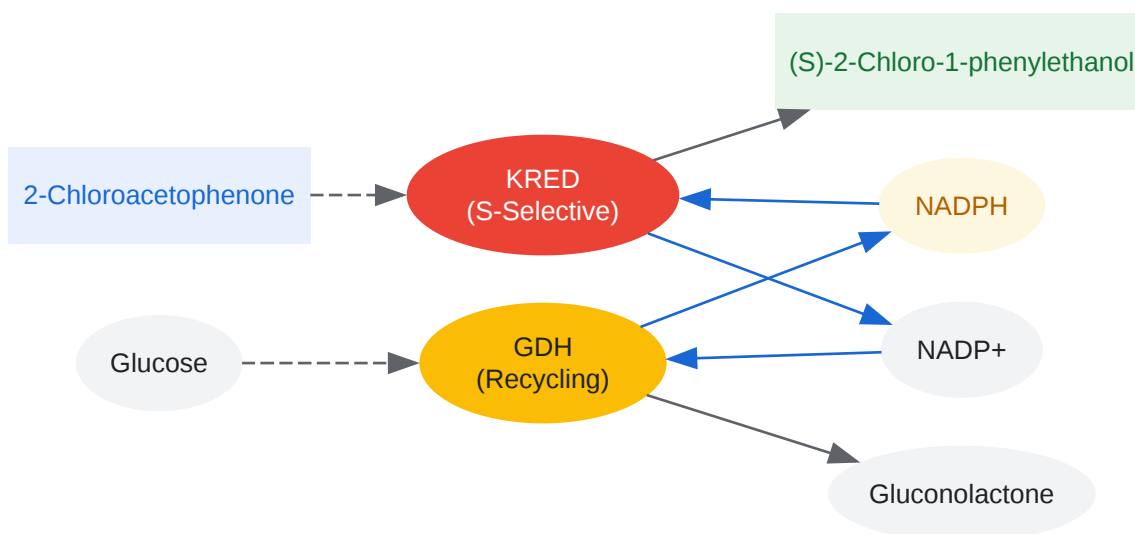 (S)-2-Chloro-1-phenylethanol
2-Chloroacetophenone
KRED
(S-Selective)
NADPH
Glucose
GDH
(Recycling)
NADP+
Gluconolactone